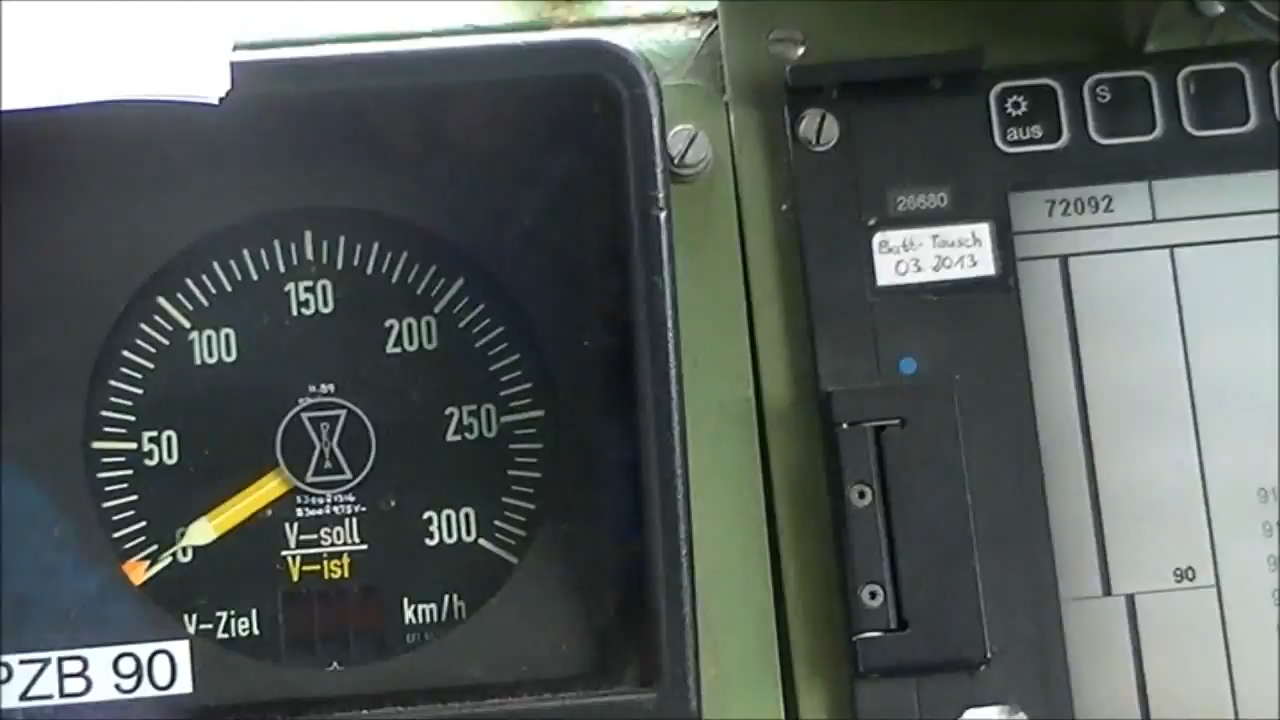 50
100
150
200
250
300
0
V-soll
V-ist
V-Ziel
km/h
PZB 90
aus
S
I
26680
Batt-Tausch
03.2013
72092
90